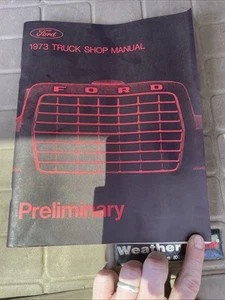 Ford
1973 TRUCK SHOP MANUAL
FORD
Preliminary
Weather